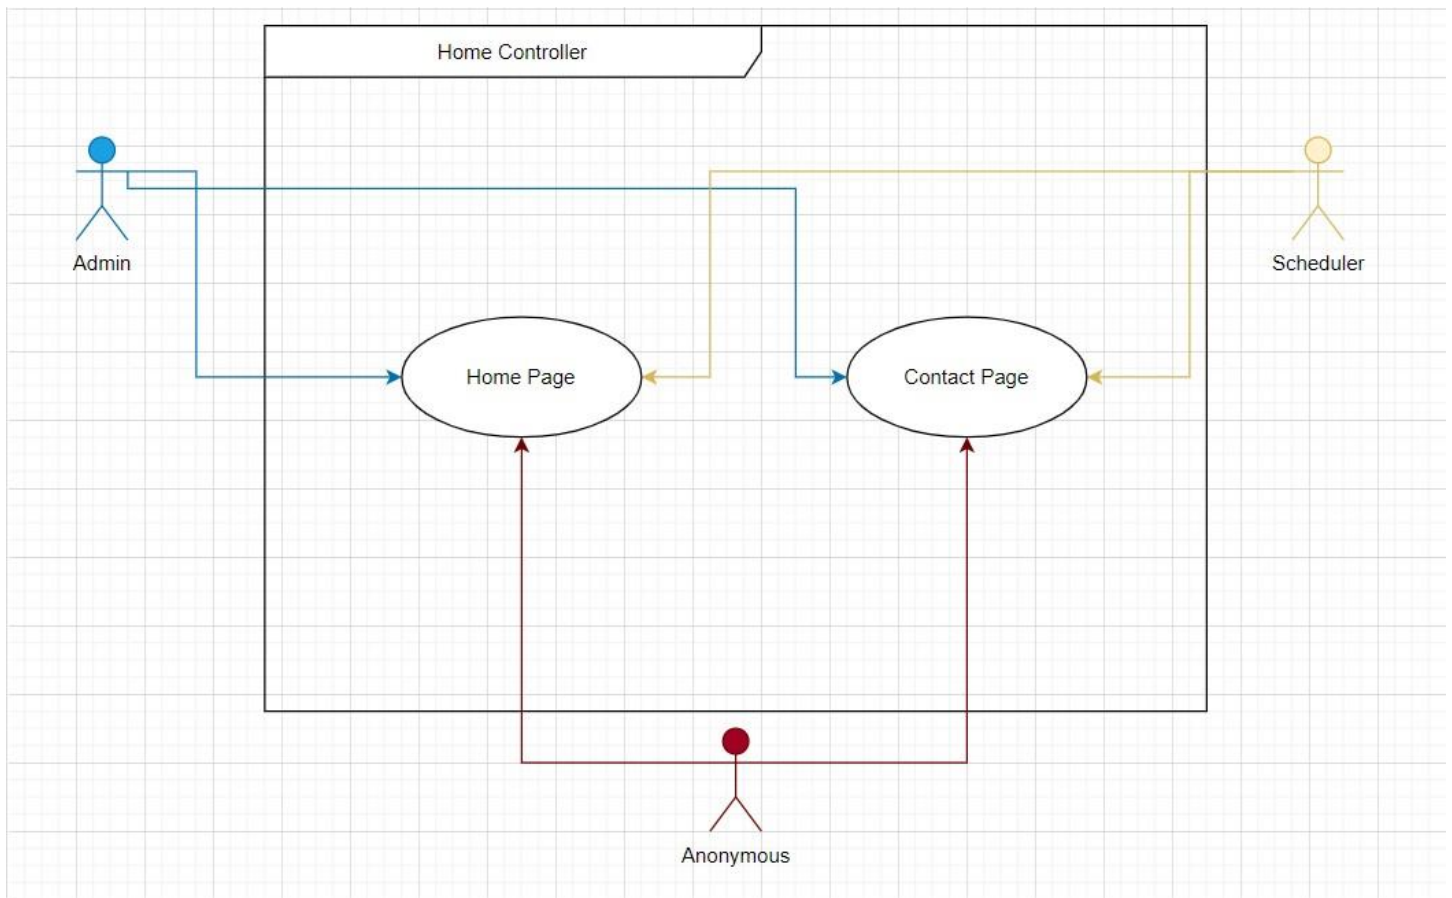 Home Controller
Admin
Scheduler
Home Page
Contact Page
Anonymous